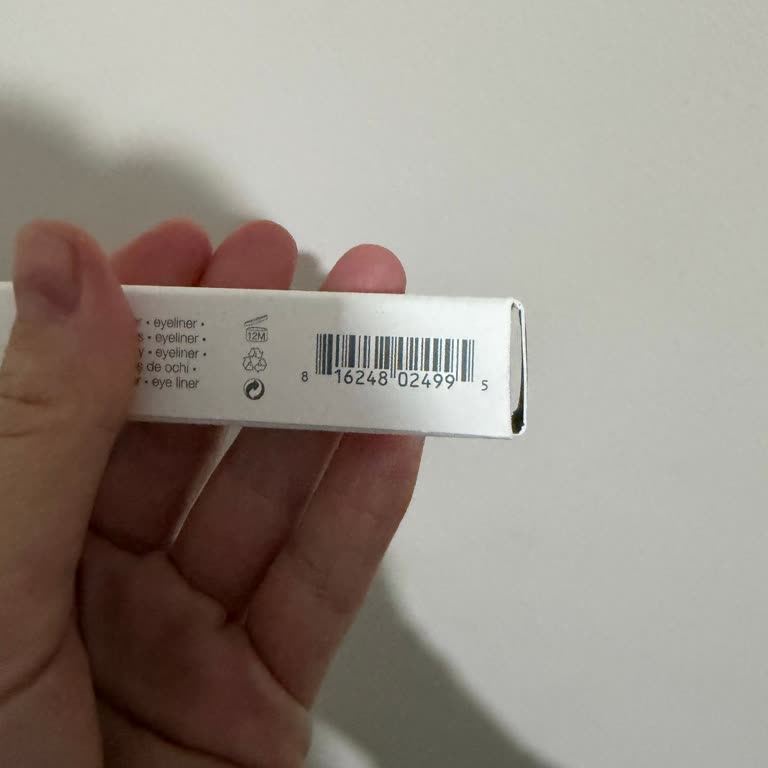 • eyeliner •
• eyeliner •
y • eyeliner •
de ochi •
• eye liner
12M
8 16248 02499 5